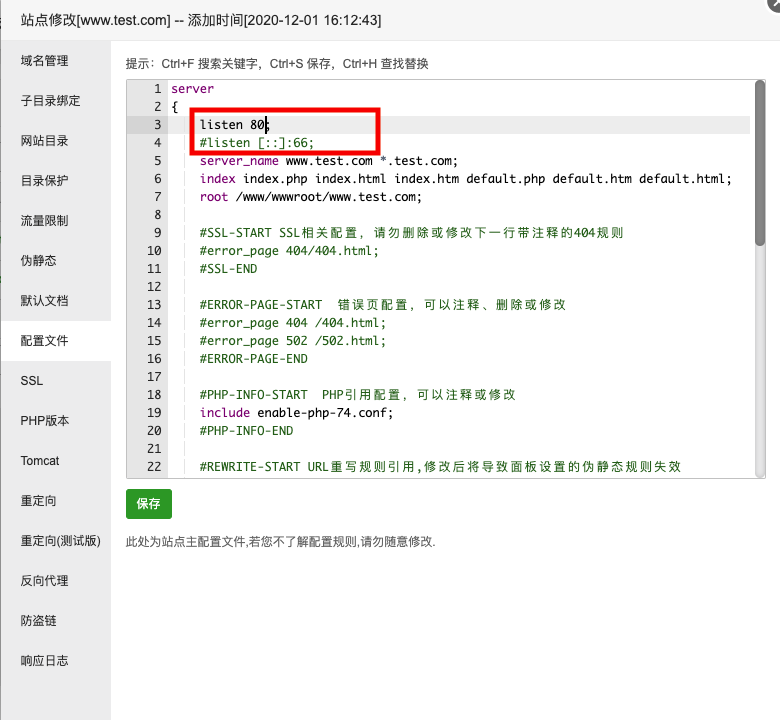 站点修改[www.test.com] -- 添加时间[2020-12-01 16:12:43]
域名管理
子目录绑定
网站目录
目录保护
流量限制
伪静态
默认文档
配置文件
SSL
PHP版本
Tomcat
重定向
重定向(测试版)
反向代理
防盗链
响应日志
提示：Ctrl+F 搜索关键字，Ctrl+S 保存，Ctrl+H 查找替换
1 server
2 {
3 listen 80;
4 #listen [::]:66;
5 server_name www.test.com *.test.com;
6 index index.php index.html index.htm default.php default.htm default.html;
7 root /www/wwwroot/www.test.com;
8
9 #SSL-START SSL相关配置，请勿删除或修改下一行带注释的404规则
10 #error_page 404/404.html;
11 #SSL-END
12
13 #ERROR-PAGE-START  错误页配置，可以注释、删除或修改
14 #error_page 404 /404.html;
15 #error_page 502 /502.html;
16 #ERROR-PAGE-END
17
18 #PHP-INFO-START  PHP引用配置，可以注释或修改
19 include enable-php-74.conf;
20 #PHP-INFO-END
21
22 #REWRITE-START URL重写规则引用,修改后将导致面板设置的伪静态规则失效
保存
此处为站点主配置文件,若您不了解配置规则,请勿随意修改.